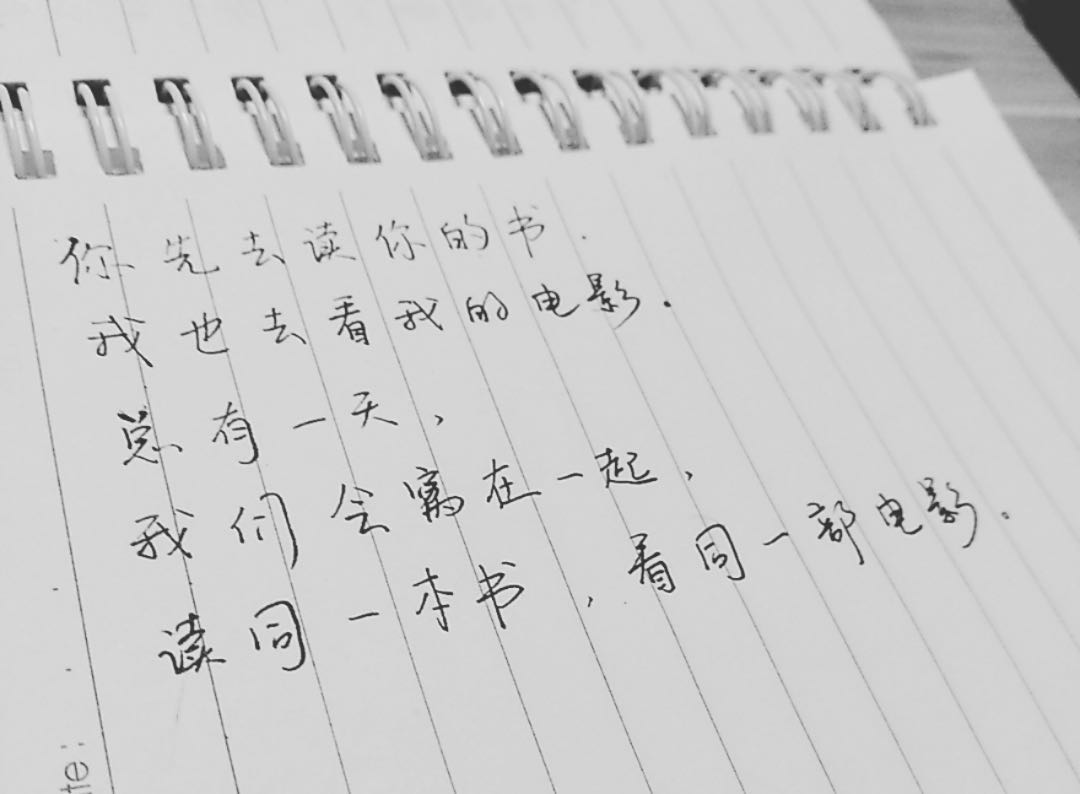 你先去读你的书.
我也去看我的电影.
总有一天,
我们会窝在一起,
读同一本书,看同一部电影.
te: